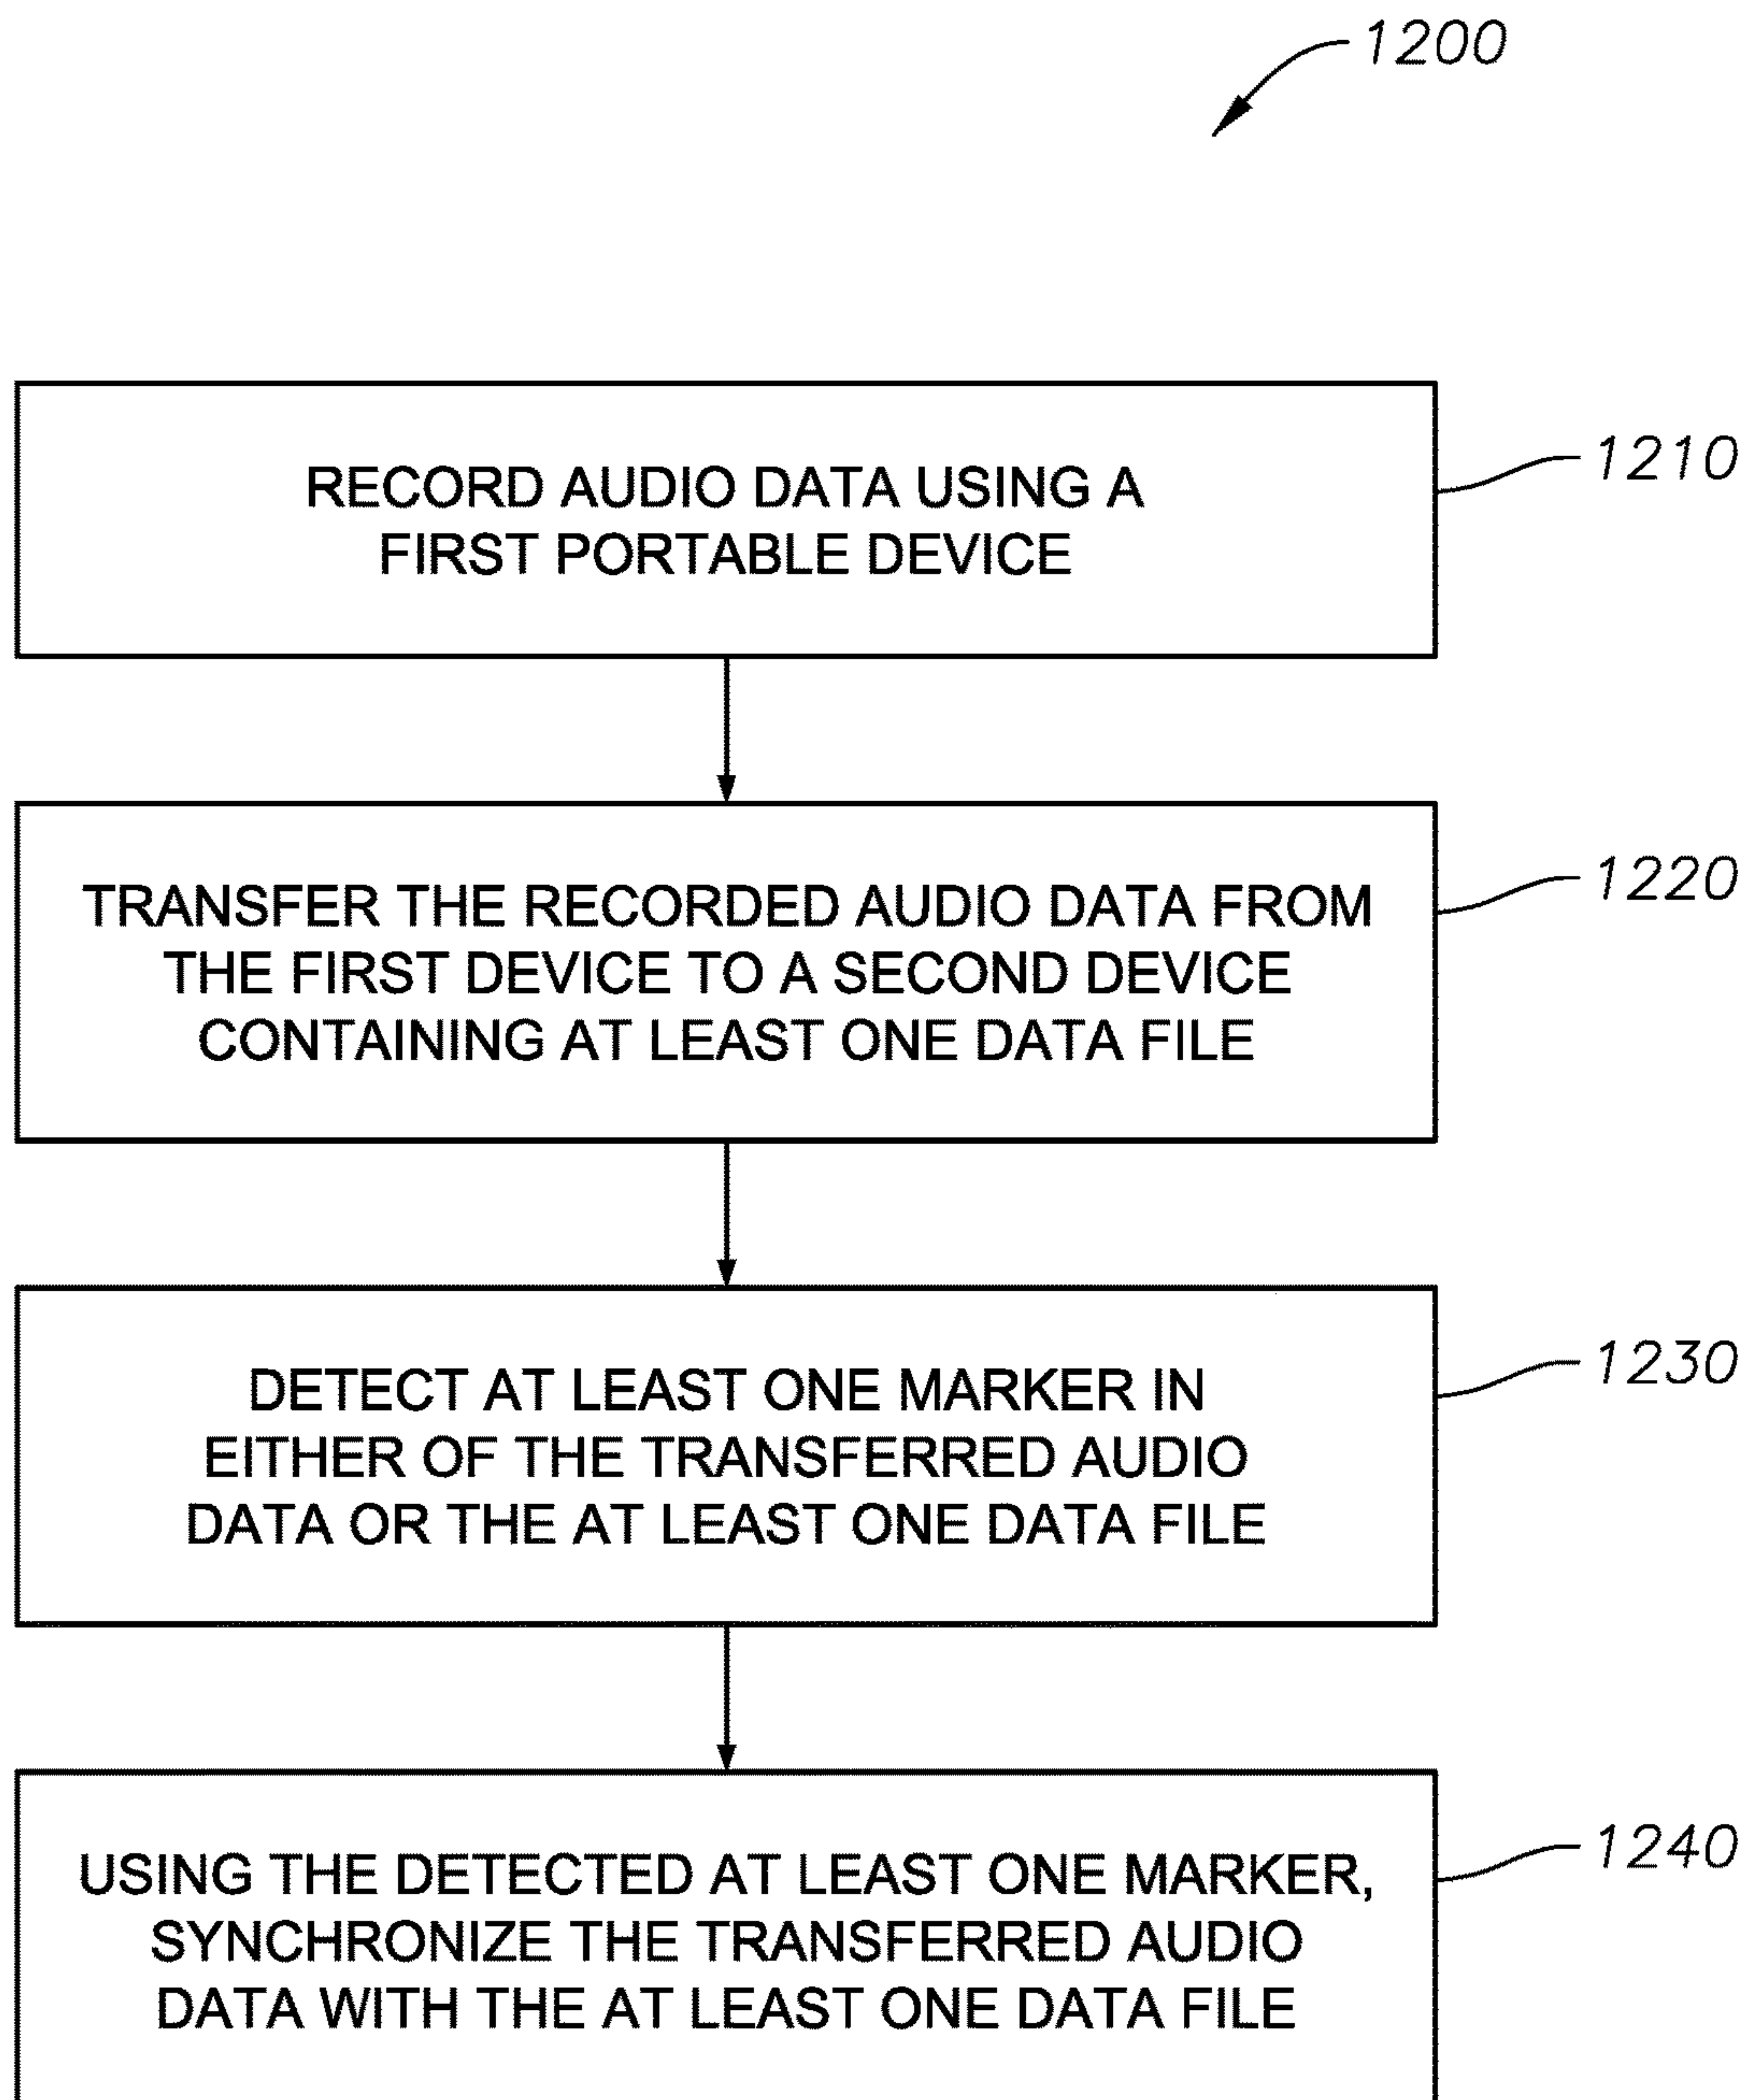 1200
RECORD AUDIO DATA USING A
FIRST PORTABLE DEVICE
1210
TRANSFER THE RECORDED AUDIO DATA FROM
THE FIRST DEVICE TO A SECOND DEVICE
CONTAINING AT LEAST ONE DATA FILE
1220
DETECT AT LEAST ONE MARKER IN
EITHER OF THE TRANSFERRED AUDIO
DATA OR THE AT LEAST ONE DATA FILE
1230
USING THE DETECTED AT LEAST ONE MARKER,
SYNCHRONIZE THE TRANSFERRED AUDIO
DATA WITH THE AT LEAST ONE DATA FILE
1240